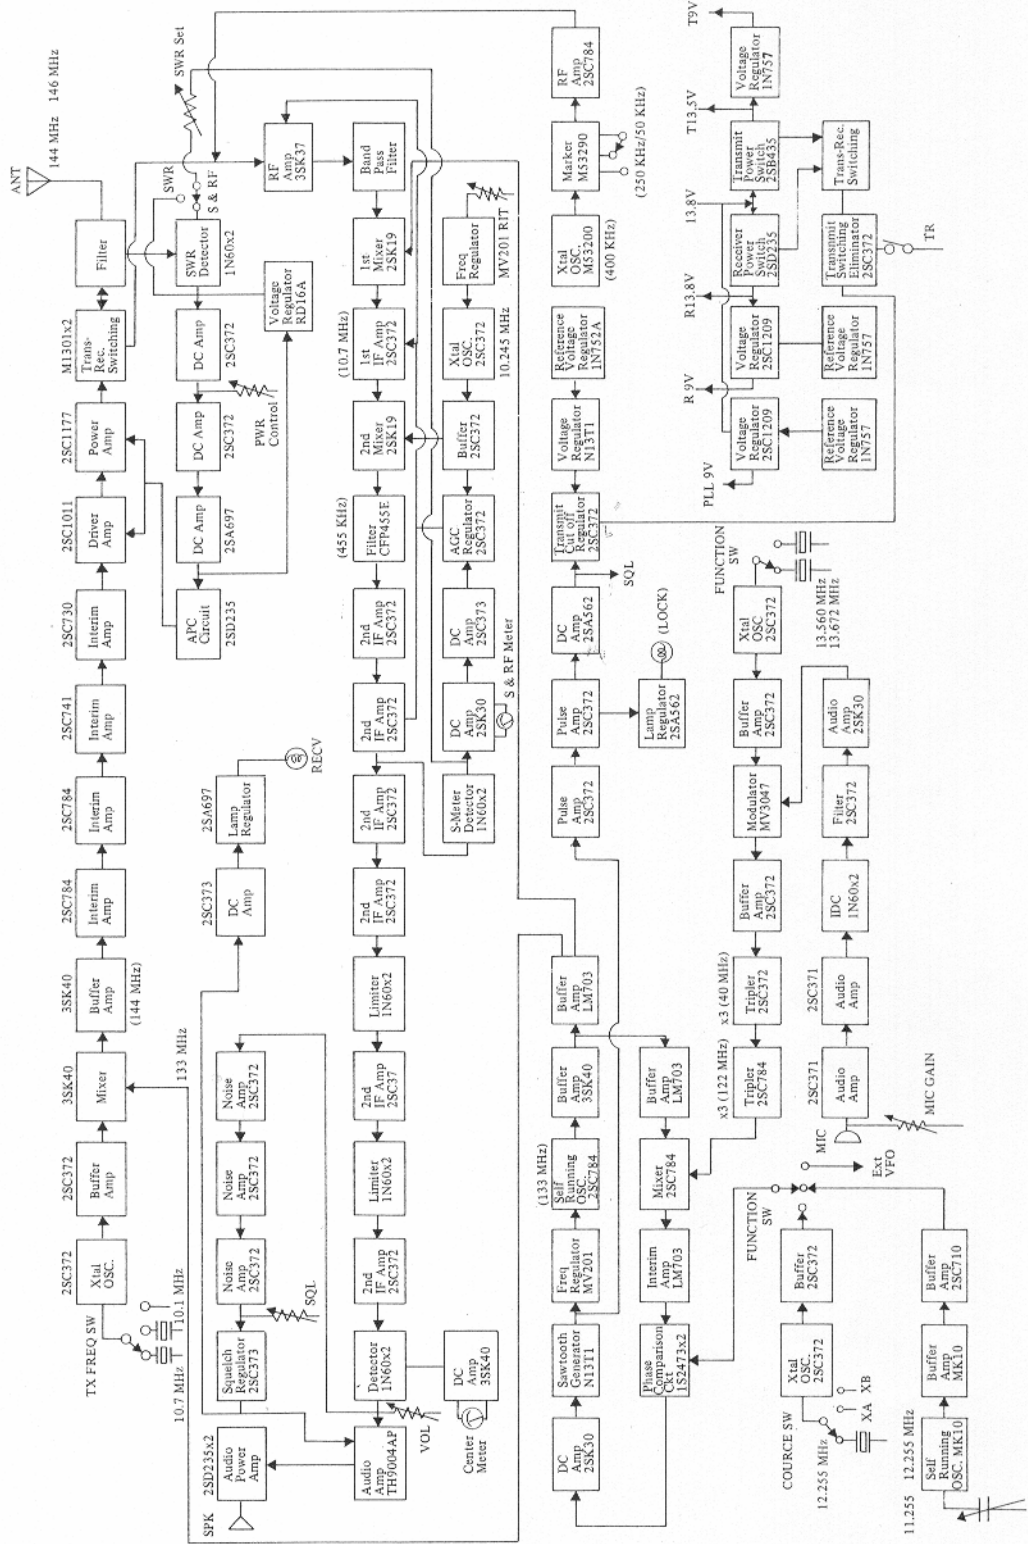 ANT
144 MHz 146 MHz
TX FREQ SW
10.7 MHz
10.1 MHz
2SC372
Xtal
OSC.
2SC372
Buffer
Amp
3SK40
Mixer
133 MHz
3SK40
Buffer
Amp
(144 MHz)
2SC784
Interim
Amp
2SC784
Interim
Amp
2SC741
Interim
Amp
2SC730
Interim
Amp
2SC1011
Driver
Amp
2SC1177
Power
Amp
M1301x2
Trans-
Rec.
Switching
Filter
SWR
S & RF
SWR Set
SWR
Detector
1N60x2
Voltage
Regulator
RD16A
DC Amp
2SC372
PWR
Control
DC Amp
2SC372
DC Amp
2SA697
APC
Circuit
2SD235
RECV
2SA697
Lamp
Regulator
2SC373
DC
Amp
Noise
Amp
2SC372
Noise
Amp
2SC372
Noise
Amp
2SC372
SQL
Squelch
Regulator
2SC373
SPK
2SD235x2
Audio
Power
Amp
RF
Amp
3SK37
Band
Pass
Filter
1st
Mixer
2SK19
(10.7 MHz)
1st
IF Amp
2SC372
2nd
Mixer
2SK19
(455 KHz)
Filter
CFP455E
2nd
IF Amp
2SC372
2nd
IF Amp
2SC372
2nd
IF Amp
2SC372
2nd
IF Amp
2SC372
Limiter
1N60x2
2nd
IF Amp
2SC37
Limiter
1N60x2
2nd
IF Amp
2SC372
Detector
1N60x2
VOL
Audio
Amp
TH9004AP
MV201 RIT
Freq
Regulator
10.245 MHz
Xtal
OSC.
2SC372
Buffer
2SC372
AGC
Regulator
2SC372
DC
Amp
2SC373
DC
Amp
2SK30
S & RF Meter
S-Meter
Detector
1N60x2
DC
Amp
3SK40
Center
Meter
RF
Amp
2SC784
Marker
M53290
(250 KHz/50 KHz)
Xtal
OSC.
M53200
(400 KHz)
Reference
Voltage
Regulator
1N752A
Voltage
Regulator
N13T1
Transmit
Cut off
Regulator
2SC372
SQL
DC
Amp
2SA562
Pulse
Amp
2SC372
Pulse
Amp
2SC372
Lamp
Regulator
2SA562
(LOCK)
Buffer
Amp
LM703
Buffer
Amp
3SK40
(133 MHz)
Self
Running
OSC.
2SC784
Freq
Regulator
MV201
Sawtooth
Generator
N13T1
DC
Amp
2SK30
Buffer
Amp
LM703
Mixer
2SC784
Interim
Amp
LM703
Phase
Comparison
Ckt
1S2473x2
T9V
Voltage
Regulator
1N757
T13.5V
Transmit
Power
Switch
2SB435
Trans-Rec.
Switching
13.8V
Receiver
Power
Switch
2SD235
Transmmit
Switching
Eliminator
2SC372
TR
R13.8V
Voltage
Regulator
2SC1209
Reference
Voltage
Regulator
1N757
R 9V
Voltage
Regulator
2SC1209
Reference
Voltage
Regulator
1N757
PLL 9V
FUNCTION
SW
13.560 MHz
13.672 MHz
Xtal
OSC
2SC372
Buffer
Amp
2SC372
Modulator
MV3047
Buffer
Amp
2SC372
x3 (40 MHz)
Tripler
2SC372
x3 (122 MHz)
Tripler
2SC784
Audio
Amp
2SK30
Filter
2SC372
IDC
1N60x2
2SC371
Audio
Amp
2SC371
Audio
Amp
MIC
MIC GAIN
FUNCTION
SW
Ext
VFO
Buffer
2SC372
Xtal
OSC.
2SC372
COURCE SW
12.255 MHz
XA XB
Buffer
Amp
2SC710
Buffer
Amp
MK10
Self
Running
OSC. MK10
11.255 12.255 MHz